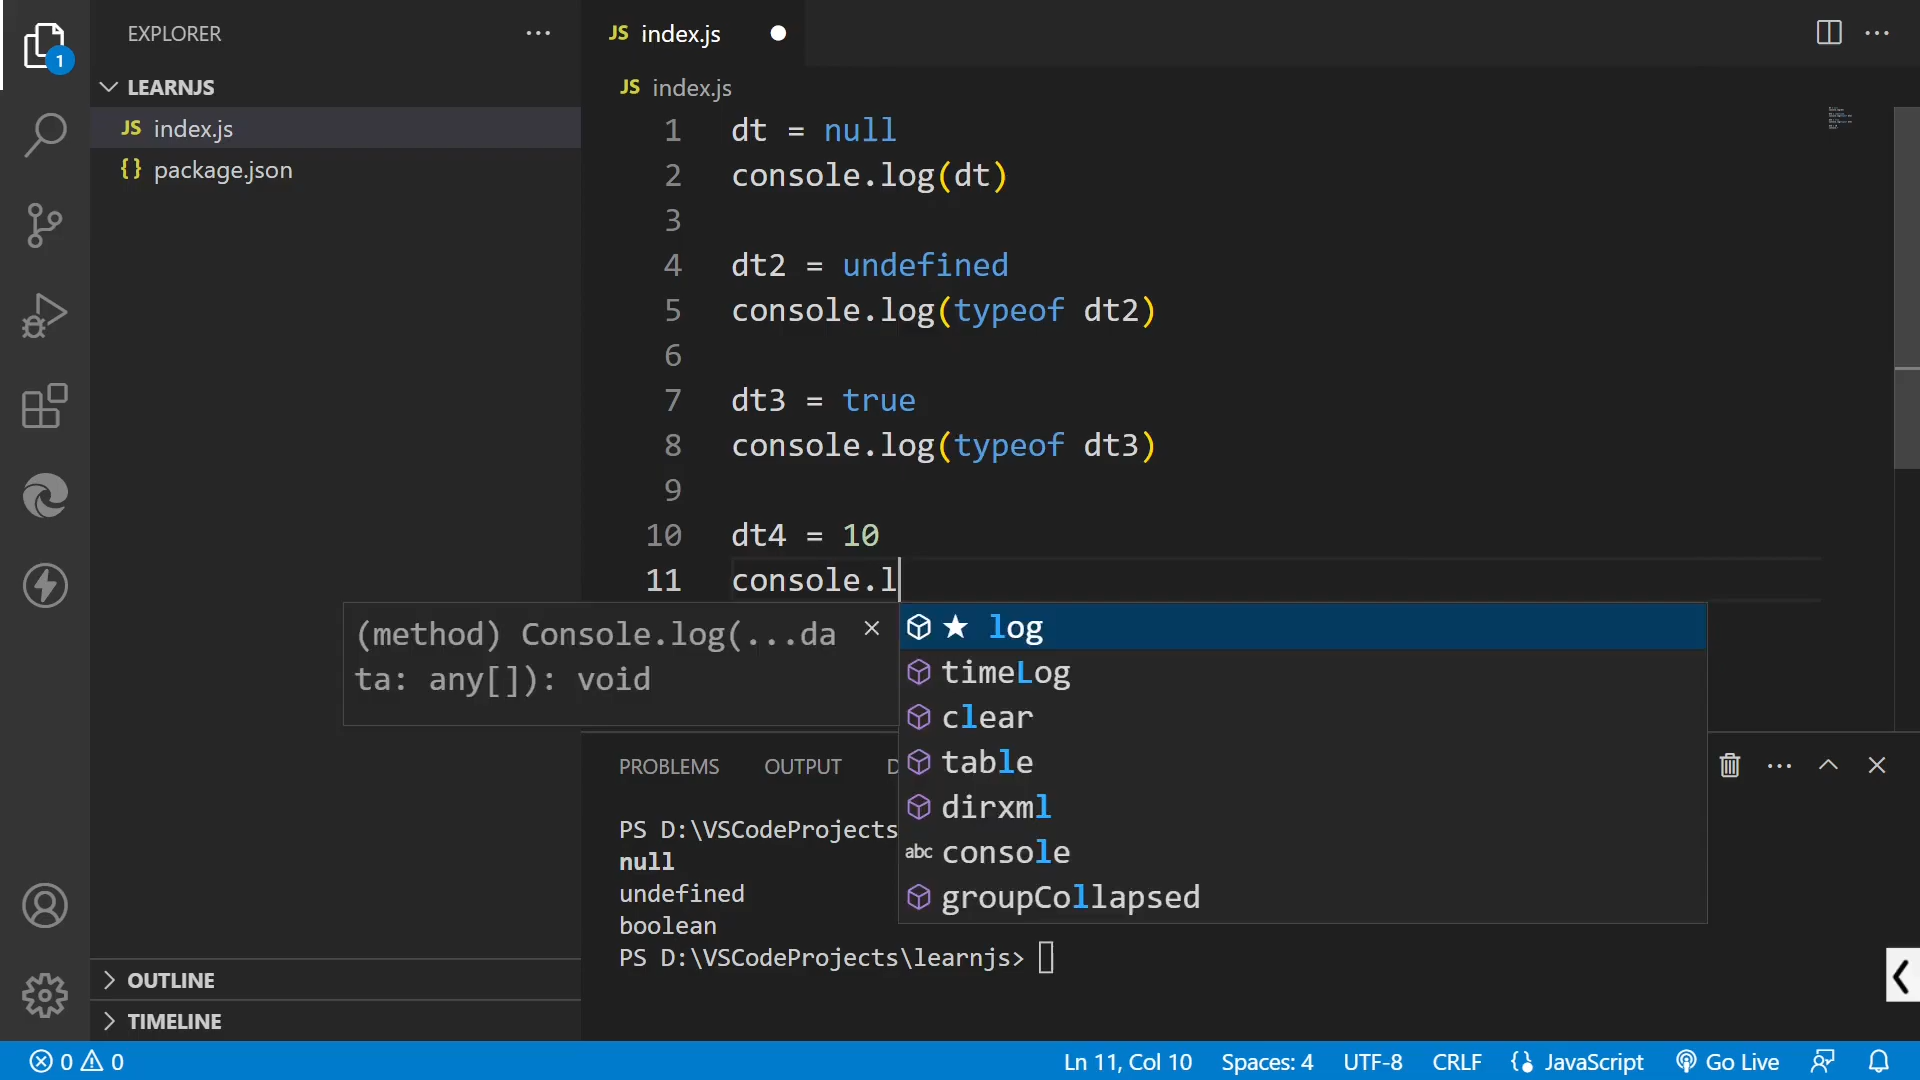 EXPLORER
1
LEARNJS
JS index.js
{} package.json
OUTLINE
TIMELINE
JS index.js
JS index.js
1 dt = null
2 console.log(dt)
3
4 dt2 = undefined
5 console.log(typeof dt2)
6
7 dt3 = true
8 console.log(typeof dt3)
9
10 dt4 = 10
11 console.l
(method) Console.log(...da
ta: any[]): void
log
timeLog
clear
table
dirxml
abc console
groupCollapsed
PROBLEMS OUTPUT D
PS D:\VSCodeProjects
null
undefined
boolean
PS D:\VSCodeProjects\learnjs>
0 0 Ln 11, Col 10 Spaces: 4 UTF-8 CRLF {} JavaScript Go Live